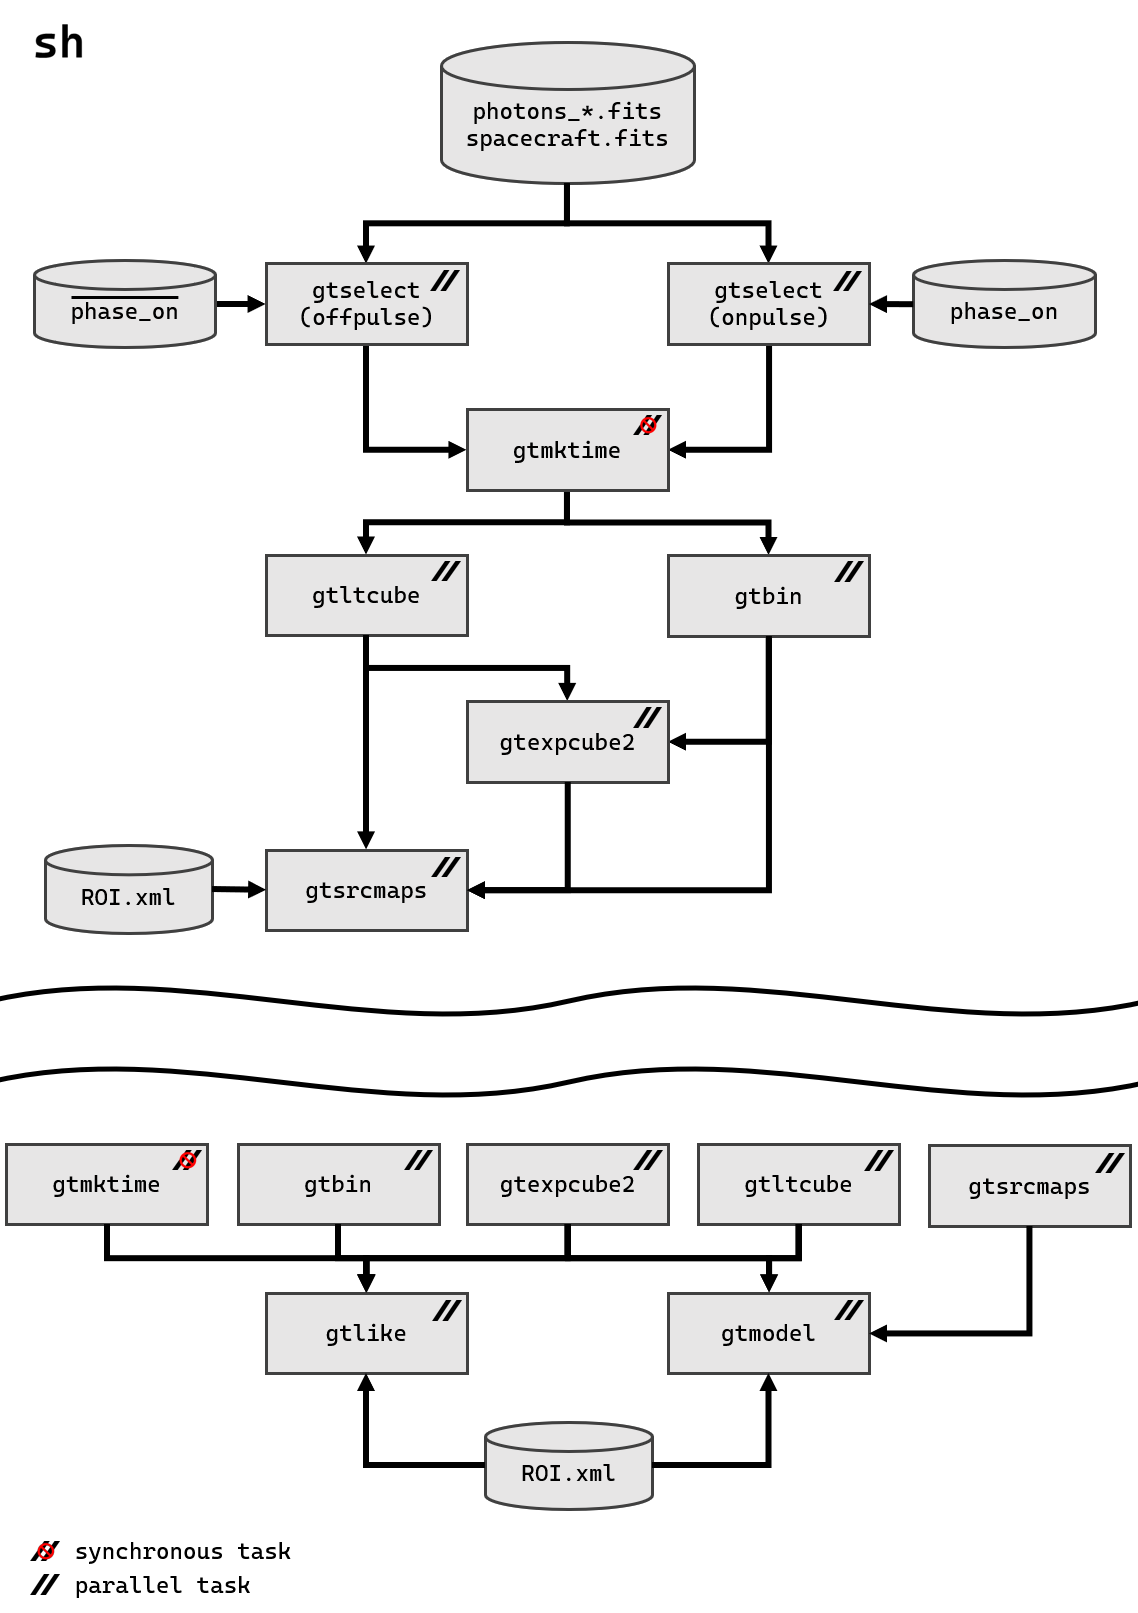 sh
photons_*.fits
spacecraft.fits
phase_on
gtselect
(offpulse)
gtselect
(onpulse)
phase_on
gtmktime
gtltcube
gtbin
gtexpcube2
ROI.xml
gtsrcmaps
gtmktime
gtbin
gtexpcube2
gtltcube
gtsrcmaps
gtlike
gtmodel
ROI.xml
synchronous task
parallel task